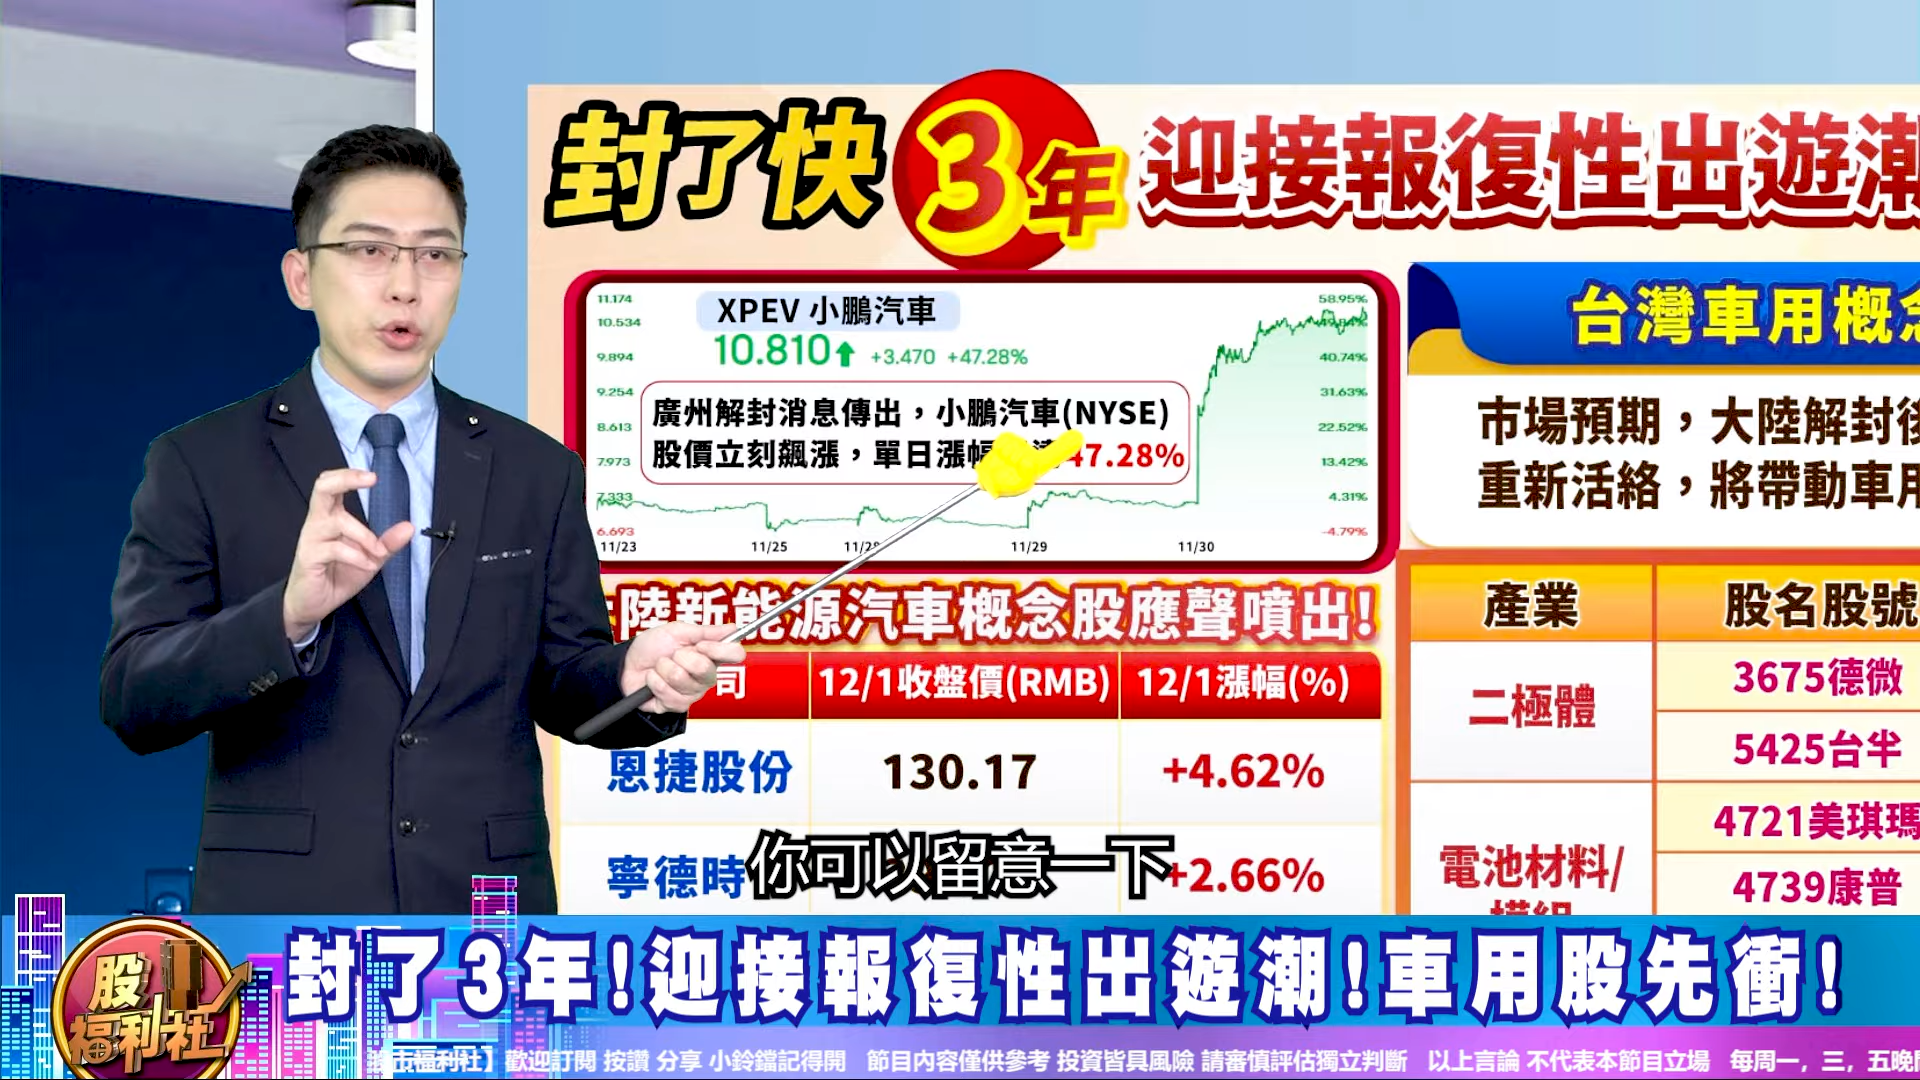 封了快3年迎接報復性出遊潮
XPEV 小鵬汽車
10.810 +3.470 +47.28%
廣州解封消息傳出，小鵬汽車(NYSE)
股價立刻飆漲，單日漲幅 47.28%
11.174
10.534
9.894
9.254
8.613
7.973
7.333
6.693
58.95%
40.74%
31.63%
22.52%
13.42%
4.31%
-4.79%
11/23 11/25 11/29 11/30
陸新能源汽車概念股應聲噴出!
司 12/1收盤價(RMB) 12/1漲幅(%)
恩捷股份 130.17 +4.62%
寧德時 +2.66%
台灣車用概念
市場預期，大陸解封後
重新活絡，將帶動車用
產業 股名股號
二極體
3675德微
5425台半
電池材料/
模組
4721美琪瑪
4739康普
你可以留意一下
股
福利社
封了3年!迎接報復性出遊潮!車用股先衝!
股市福利社】歡迎訂閱 按讚 分享 小鈴鐺記得開 節目內容僅供參考 投資皆具風險 請審慎評估獨立判斷 以上言論 不代表本節目立場 每周一，三，五晚